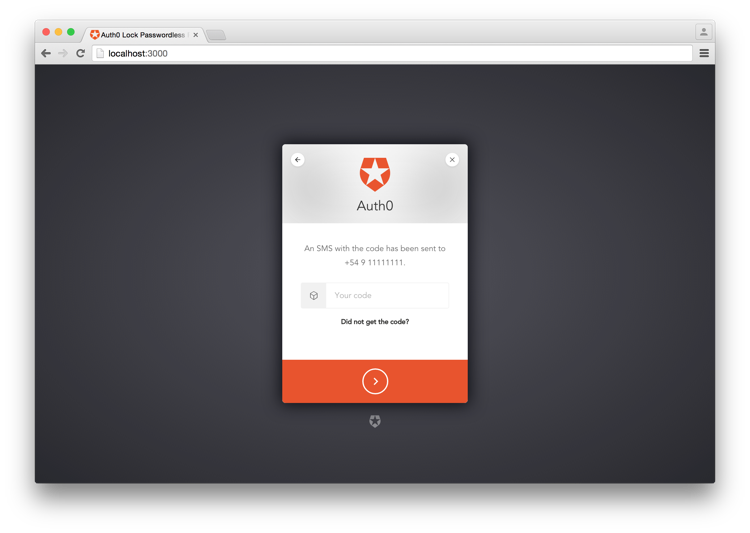 Auth0 Lock Passwordless
localhost:3000
Auth0
An SMS with the code has been sent to
+54 9 11111111.
Your code
Did not get the code?